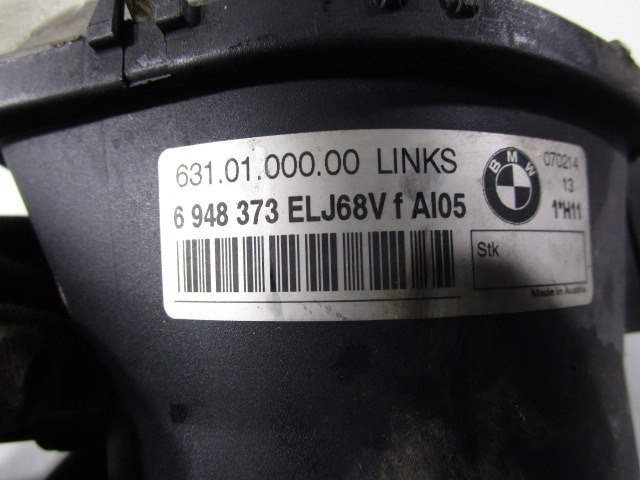 631.01.000.00 LINKS
6 948 373 ELJ68V f AI05
BMW
070214
13
1*H11
Stk
Made in Austria